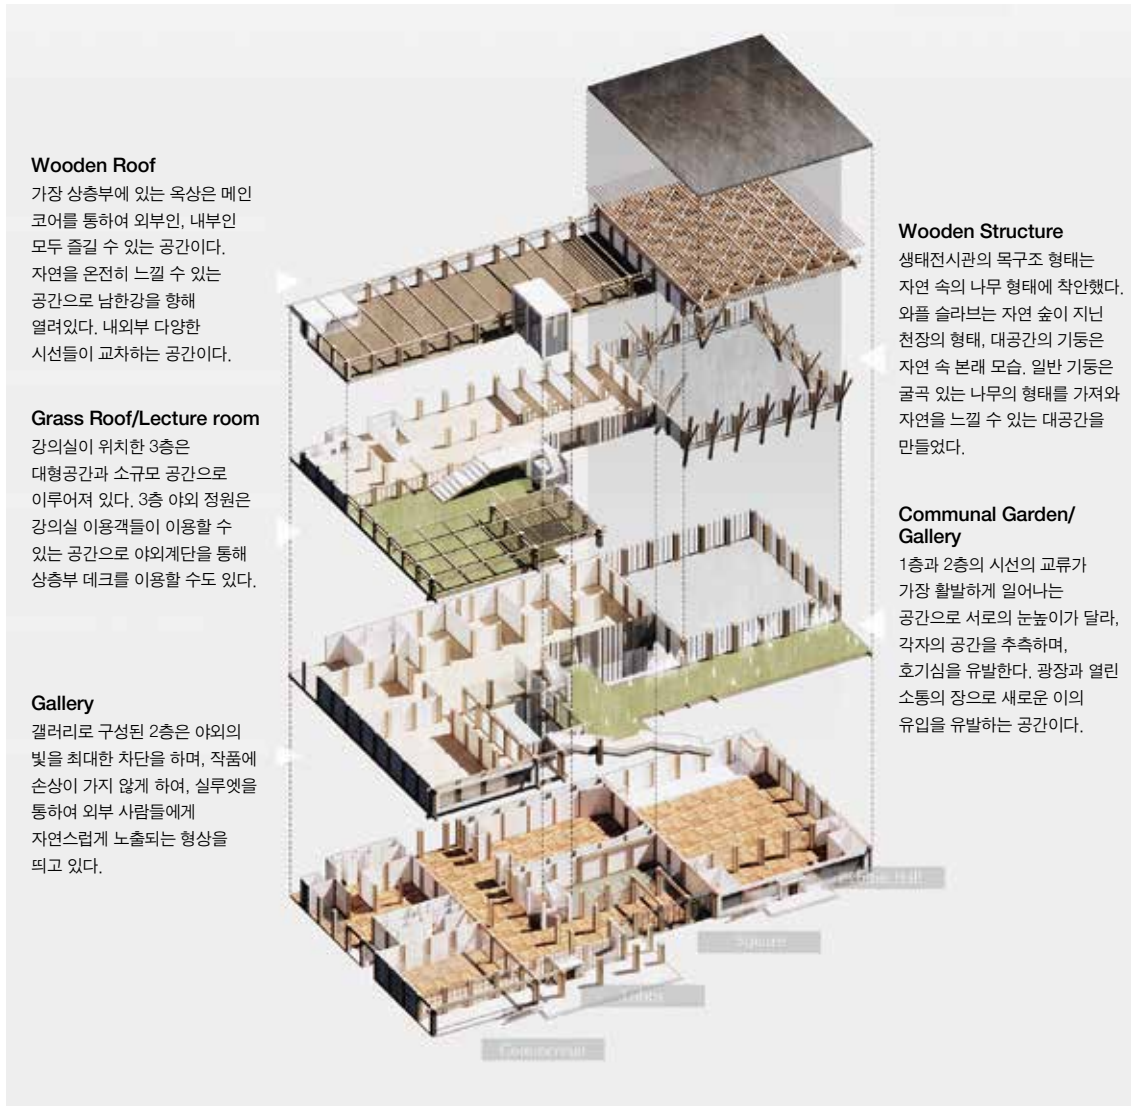 Wooden Roof
가장 상층부에 있는 옥상은 메인
코어를 통하여 외부인, 내부인
모두 즐길 수 있는 공간이다.
자연을 온전히 느낄 수 있는
공간으로 남한강을 향해
열려있다. 내외부 다양한
시선들이 교차하는 공간이다.
Grass Roof/Lecture room
강의실이 위치한 3층은
대형공간과 소규모 공간으로
이루어져 있다. 3층 야외 정원은
강의실 이용객들이 이용할 수
있는 공간으로 야외계단을 통해
상층부 데크를 이용할 수도 있다.
Gallery
갤러리로 구성된 2층은 야외의
빛을 최대한 차단을 하며, 작품에
손상이 가지 않게 하여, 실루엣을
통하여 외부 사람들에게
자연스럽게 노출되는 형상을
띄고 있다.
Wooden Structure
생태전시관의 목구조 형태는
자연 속의 나무 형태에 착안했다.
와플 슬라브는 자연 숲이 지닌
천장의 형태, 대공간의 기둥은
자연 속 본래 모습. 일반 기둥은
굴곡 있는 나무의 형태를 가져와
자연을 느낄 수 있는 대공간을
만들었다.
Communal Garden/
Gallery
1층과 2층의 시선의 교류가
가장 활발하게 일어나는
공간으로 서로의 눈높이가 달라,
각자의 공간을 추측하며,
호기심을 유발한다. 광장과 열린
소통의 장으로 새로운 이의
유입을 유발하는 공간이다.
Square